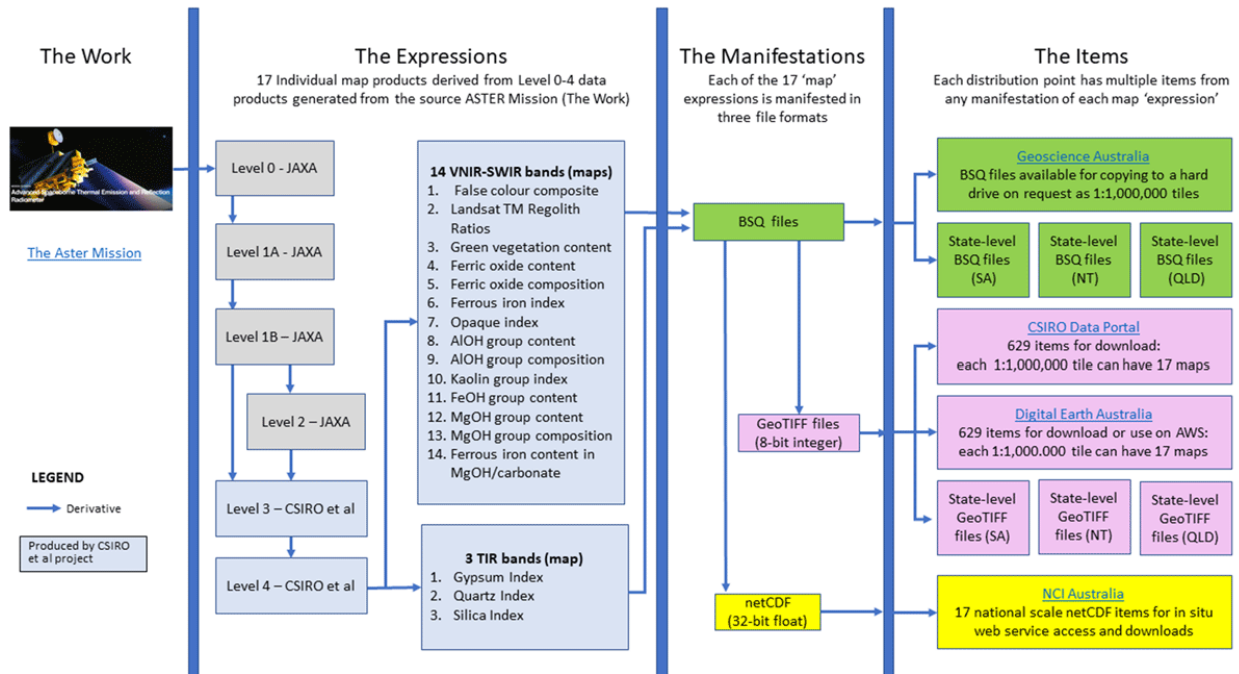 The Work
The Aster Mission
Advanced Spaceborne Thermal Emission and Reflection
Radiometer
LEGEND
Derivative
Produced by CSIRO
et al project
The Expressions
17 Individual map products derived from Level 0-4 data
products generated from the source ASTER Mission (The Work)
Level 0 - JAXA
Level 1A - JAXA
Level 1B – JAXA
Level 2 – JAXA
Level 3 – CSIRO et al
Level 4 – CSIRO et al
14 VNIR-SWIR bands (maps)
1. False colour composite
2. Landsat TM Regolith
Ratios
3. Green vegetation content
4. Ferric oxide content
5. Ferric oxide composition
6. Ferrous iron index
7. Opaque index
8. AlOH group content
9. AlOH group composition
10. Kaolin group index
11. FeOH group content
12. MgOH group content
13. MgOH group composition
14. Ferrous iron content in
MgOH/carbonate
3 TIR bands (map)
1. Gypsum Index
2. Quartz Index
3. Silica Index
The Manifestations
Each of the 17 ‘map’
expressions is manifested in
three file formats
BSQ files
GeoTIFF files
(8-bit integer)
netCDF
(32-bit float)
The Items
Each distribution point has multiple items from
any manifestation of each map ‘expression’
Geoscience Australia
BSQ files available for copying to a hard
drive on request as 1:1,000,000 tiles
State-level
BSQ files
(SA)
State-level
BSQ files
(NT)
State-level
BSQ files
(QLD)
CSIRO Data Portal
629 items for download:
each 1:1,000,000 tile can have 17 maps
Digital Earth Australia
629 items for download or use on AWS:
each 1:1,000.000 tile can have 17 maps
State-level
GeoTIFF
files (SA)
State-level
GeoTIFF
files (NT)
State-level
GeoTIFF
files (QLD)
NCI Australia
17 national scale netCDF items for in situ
web service access and downloads